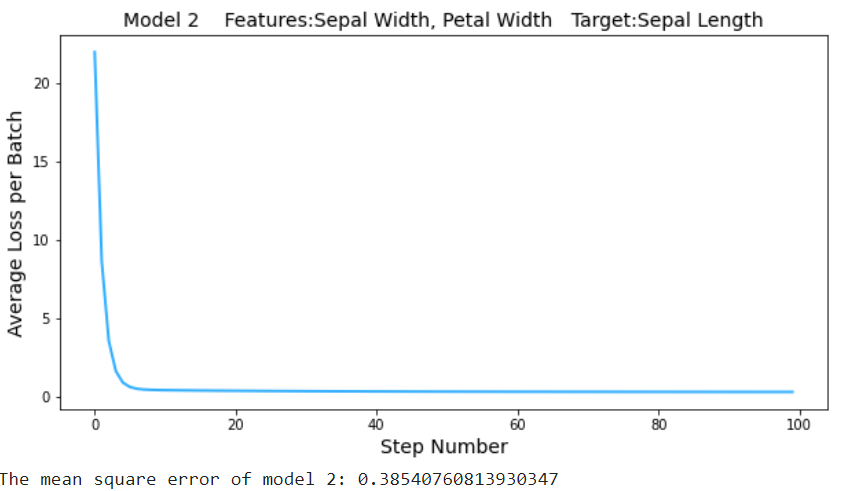 Model 2    Features:Sepal Width, Petal Width   Target:Sepal Length
Average Loss per Batch
20
15
10
5
0
0 20 40 60 80 100
Step Number
The mean square error of model 2: 0.38540760813930347